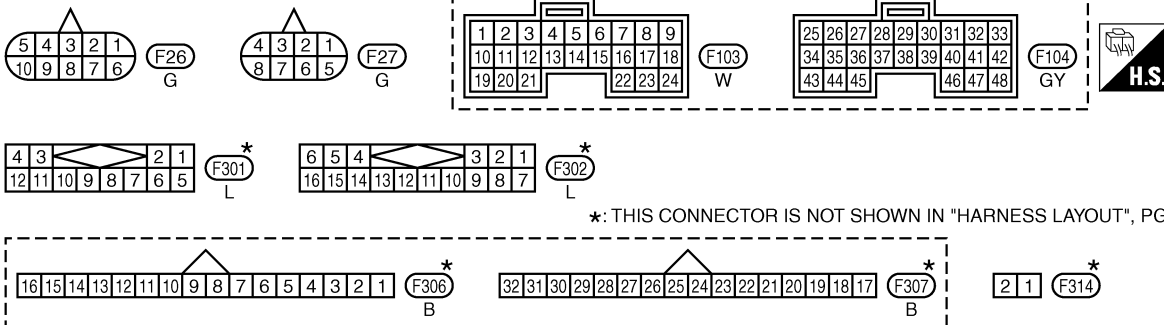 5 4 3 2 1
10 9 8 7 6
F26
G
4 3 2 1
8 7 6 5
F27
G
1 2 3 4 5 6 7 8 9
10 11 12 13 14 15 16 17 18
19 20 21 22 23 24
F103
W
25 26 27 28 29 30 31 32 33
34 35 36 37 38 39 40 41 42
43 44 45 46 47 48
F104
GY
H.S.
4 3 2 1
12 11 10 9 8 7 6 5
F301 *
L
6 5 4 3 2 1
16 15 14 13 12 11 10 9 8 7
F302 *
L
*: THIS CONNECTOR IS NOT SHOWN IN "HARNESS LAYOUT", PG
16 15 14 13 12 11 10 9 8 7 6 5 4 3 2 1
F306 *
B
32 31 30 29 28 27 26 25 24 23 22 21 20 19 18 17
F307 *
B
2 1
F314 *